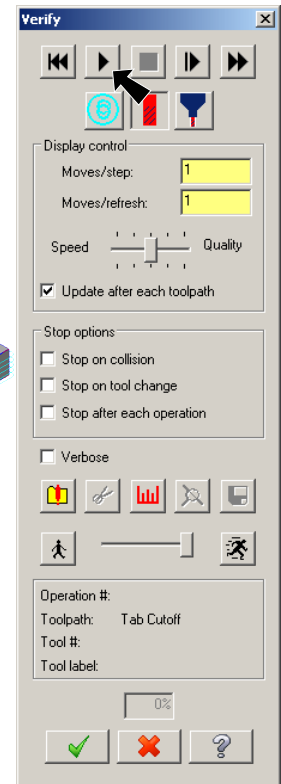 Verify
Display control
Moves/step: 1
Moves/refresh: 1
Speed Quality
Update after each toolpath
Stop options
Stop on collision
Stop on tool change
Stop after each operation
Verbose
Operation #:
Toolpath: Tab Cutoff
Tool #:
Tool label:
0%